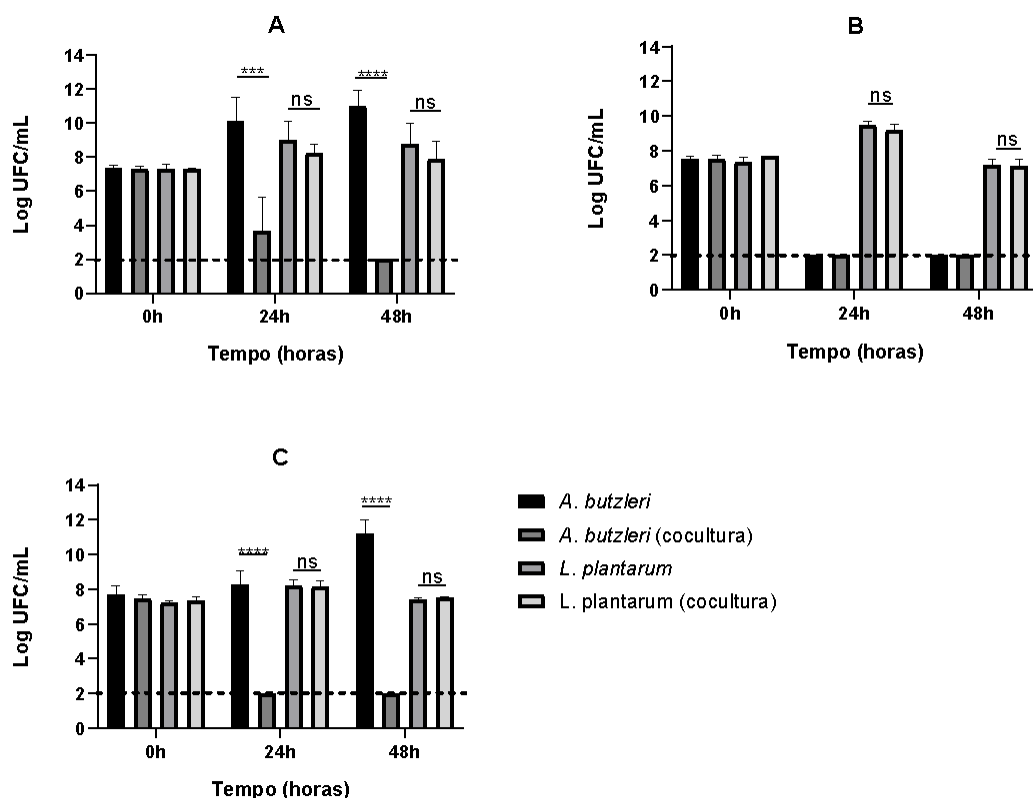 A
14
12
10
8
6
4
2
0
Log UFC/mL
***
ns
****
ns
0h
24h
48h
Tempo (horas)
B
14
12
10
8
6
4
2
0
Log UFC/mL
ns
ns
0h
24h
48h
Tempo (horas)
C
14
12
10
8
6
4
2
0
Log UFC/mL
****
ns
****
ns
0h
24h
48h
Tempo (horas)
A. butzleri
A. butzleri (cocultura)
L. plantarum
L. plantarum (cocultura)